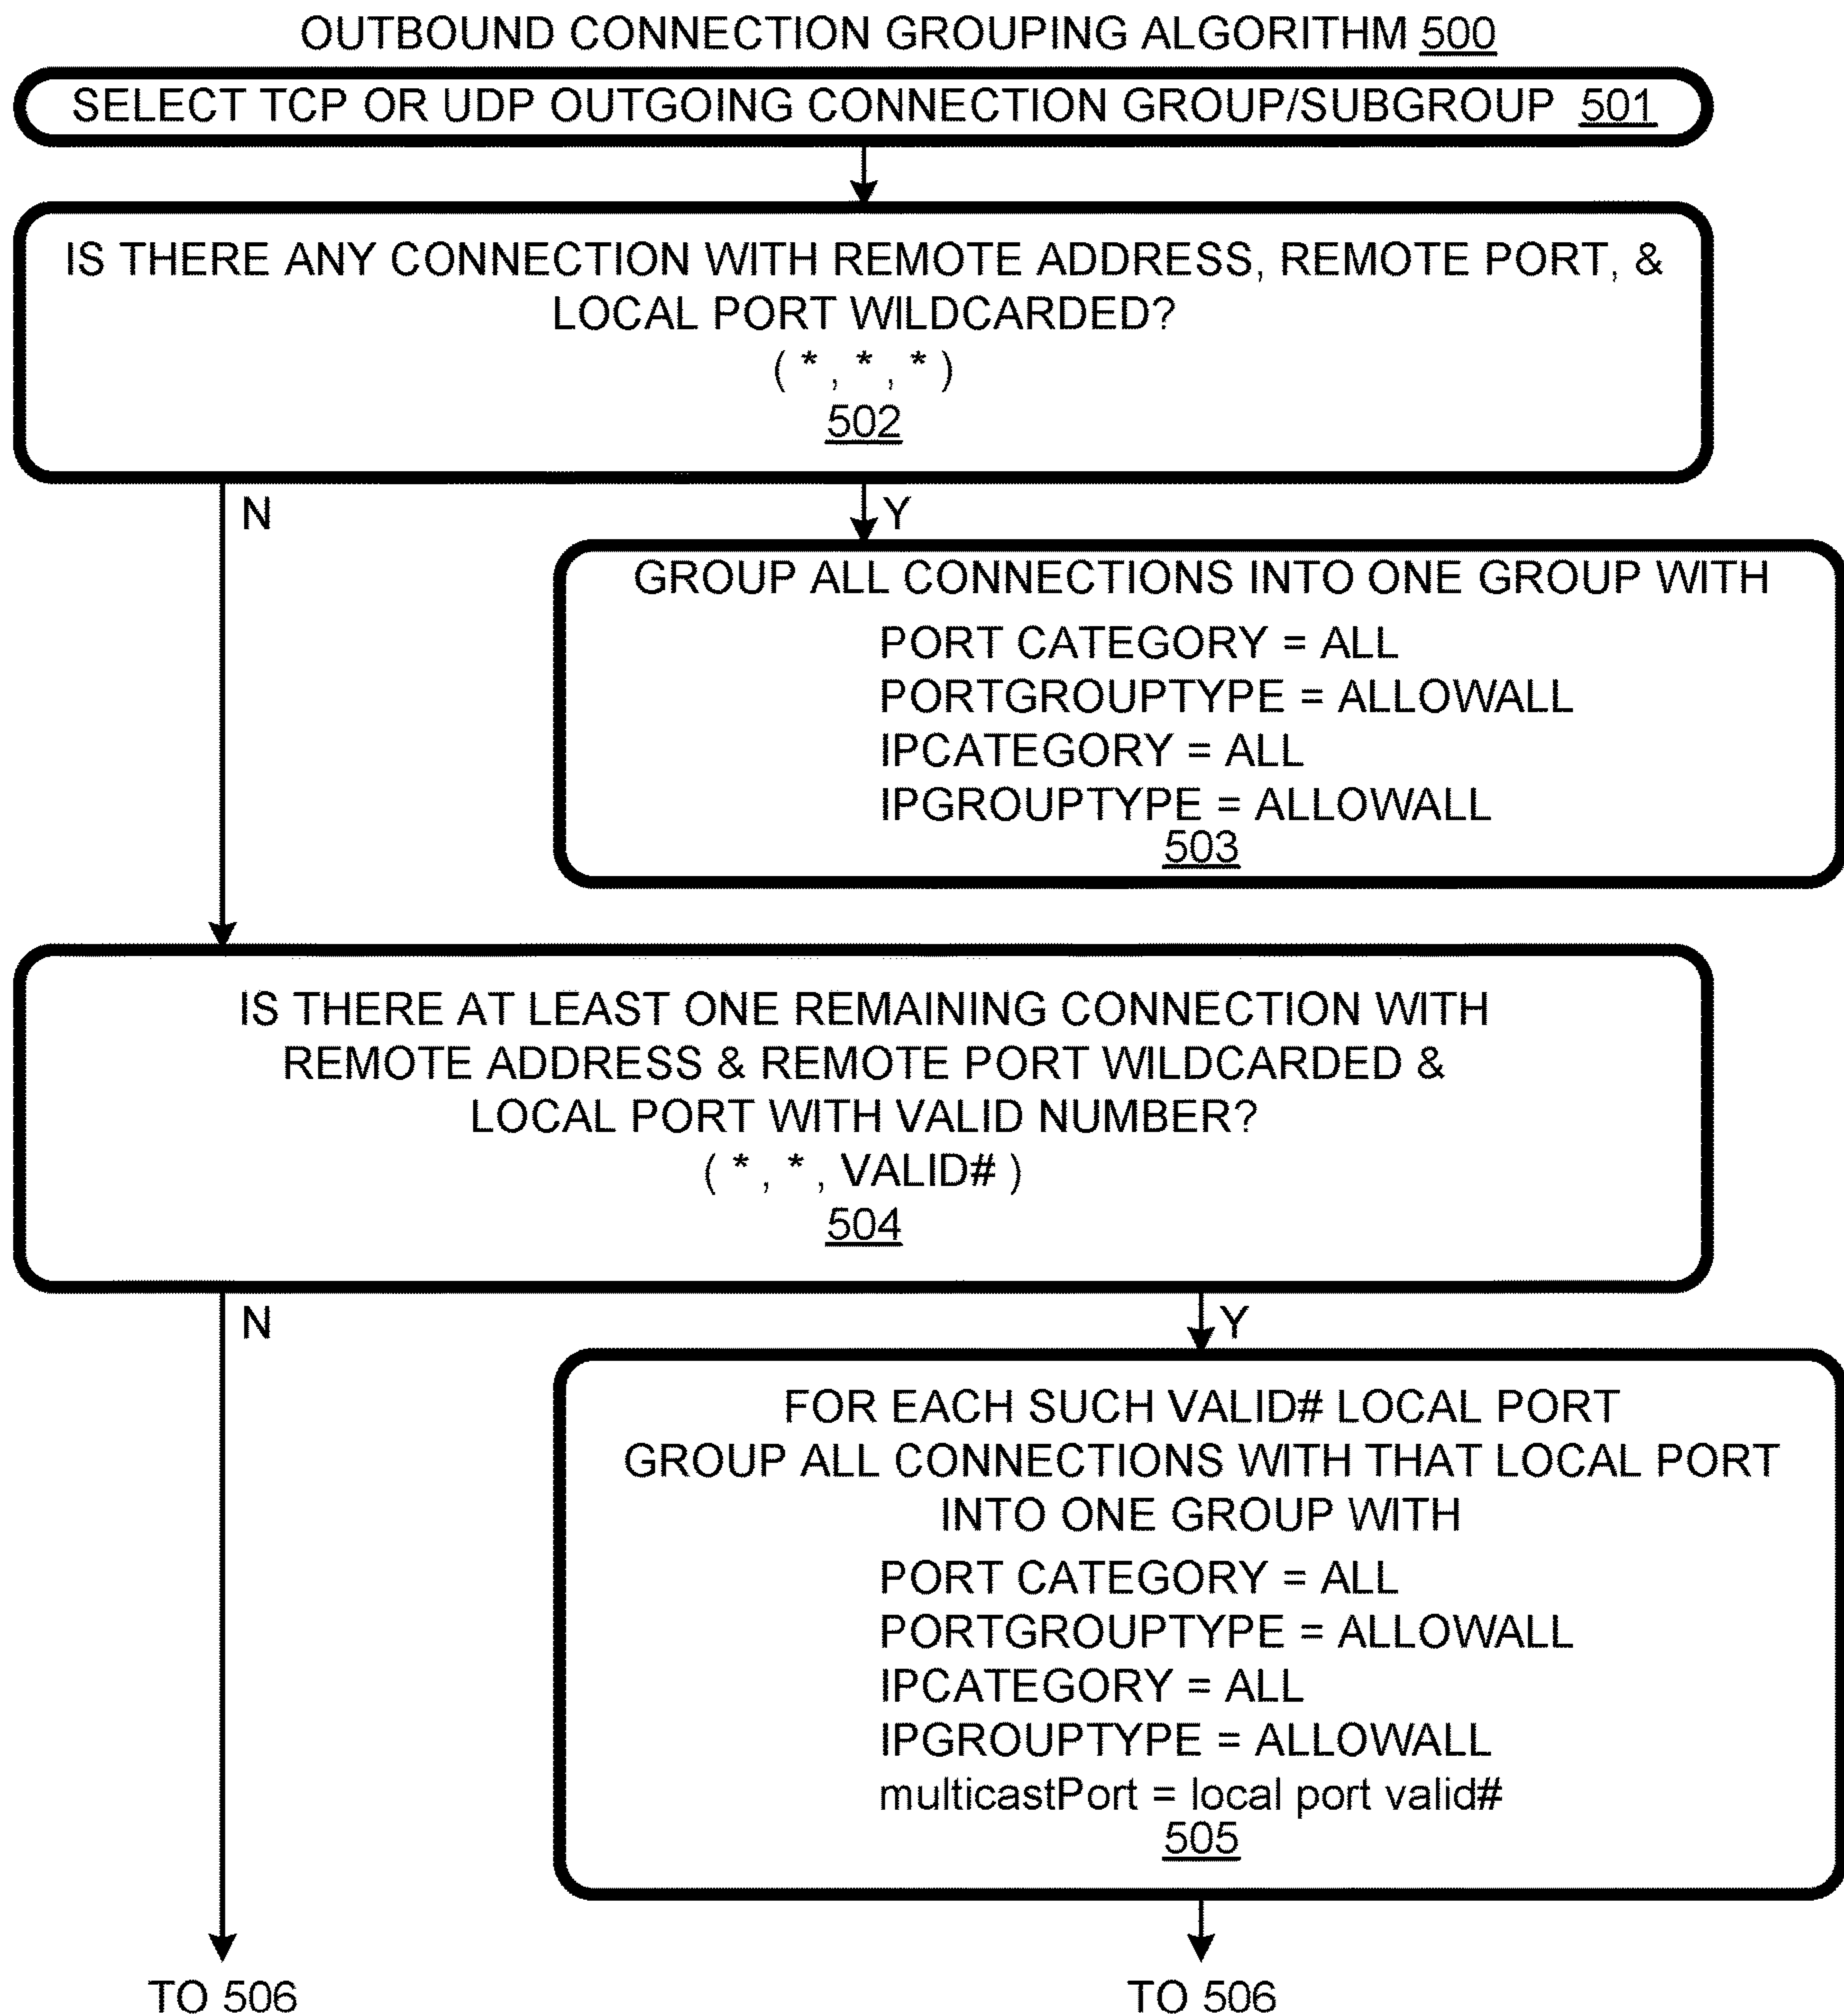 OUTBOUND CONNECTION GROUPING ALGORITHM 500
SELECT TCP OR UDP OUTGOING CONNECTION GROUP/SUBGROUP 501
IS THERE ANY CONNECTION WITH REMOTE ADDRESS, REMOTE PORT, &
LOCAL PORT WILDCARDED?
( * , * , * )
502
N
Y
GROUP ALL CONNECTIONS INTO ONE GROUP WITH
PORT CATEGORY = ALL
PORTGROUPTYPE = ALLOWALL
IPCATEGORY = ALL
IPGROUPTYPE = ALLOWALL
503
IS THERE AT LEAST ONE REMAINING CONNECTION WITH
REMOTE ADDRESS & REMOTE PORT WILDCARDED &
LOCAL PORT WITH VALID NUMBER?
( * , * , VALID# )
504
N
Y
FOR EACH SUCH VALID# LOCAL PORT
GROUP ALL CONNECTIONS WITH THAT LOCAL PORT
INTO ONE GROUP WITH
PORT CATEGORY = ALL
PORTGROUPTYPE = ALLOWALL
IPCATEGORY = ALL
IPGROUPTYPE = ALLOWALL
multicastPort = local port valid#
505
TO 506
TO 506